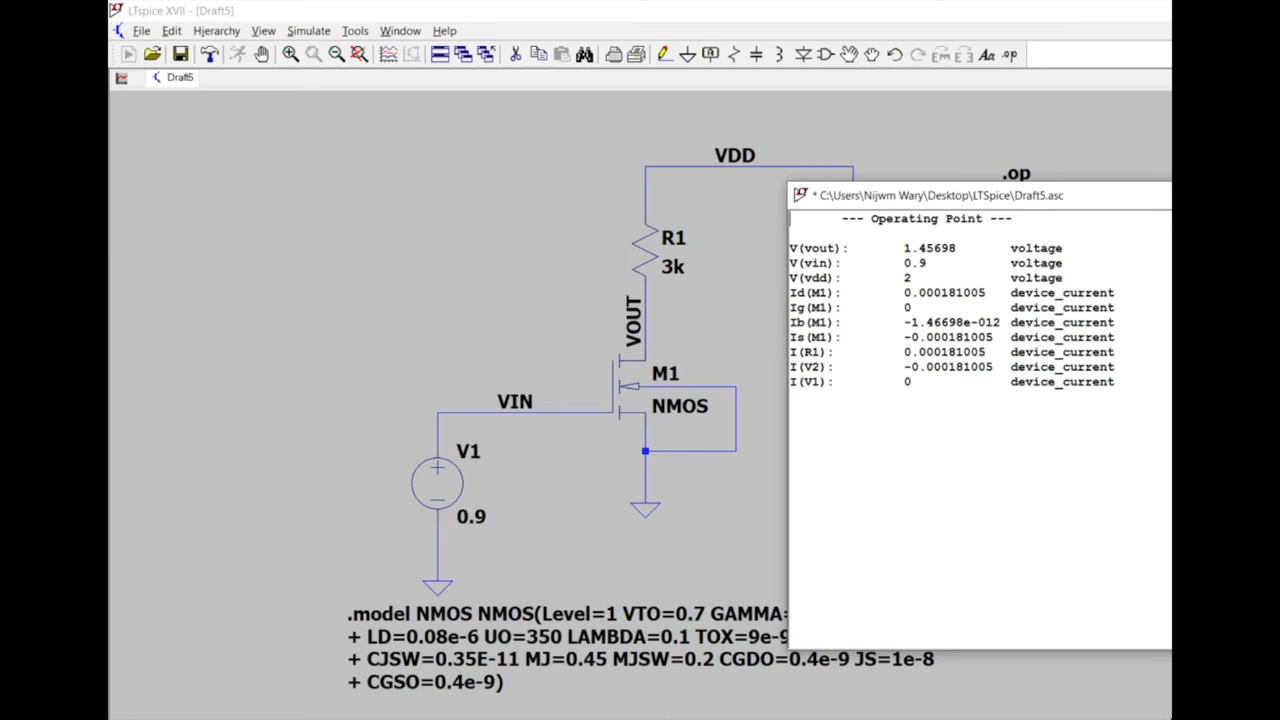 LTspice XVII - [Draft5]
File Edit Hierarchy View Simulate Tools Window Help
Draft5
VDD
.op
R1
3k
VOUT
M1
NMOS
VIN
V1
0.9
* C:\Users\Nijwm Wary\Desktop\LTSpice\Draft5.asc
--- Operating Point ---
V(vout): 1.45698 voltage
V(vin): 0.9 voltage
V(vdd): 2 voltage
Id(M1): 0.000181005 device_current
Ig(M1): 0 device_current
Ib(M1): -1.46698e-012 device_current
Is(M1): -0.000181005 device_current
I(R1): 0.000181005 device_current
I(V2): -0.000181005 device_current
I(V1): 0 device_current
.model NMOS NMOS(Level=1 VTO=0.7 GAMMA=
+ LD=0.08e-6 UO=350 LAMBDA=0.1 TOX=9e-9
+ CJSW=0.35E-11 MJ=0.45 MJSW=0.2 CGDO=0.4e-9 JS=1e-8
+ CGSO=0.4e-9)